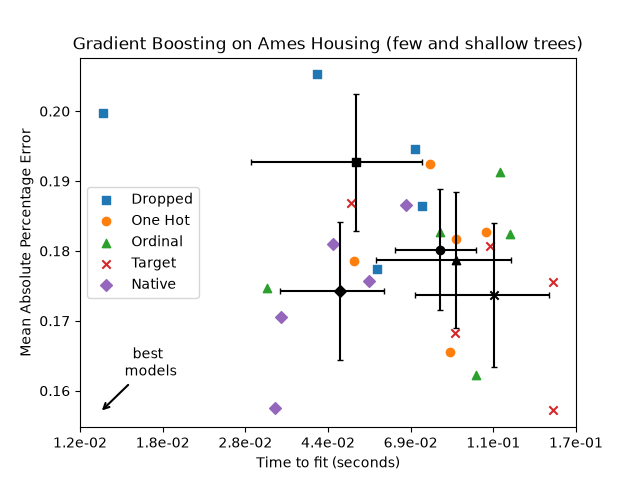 Gradient Boosting on Ames Housing (few and shallow trees)
Mean Absolute Percentage Error
0.20
0.19
0.18
0.17
0.16
Dropped
One Hot
Ordinal
Target
Native
best
models
1.2e-02 1.8e-02 2.8e-02 4.4e-02 6.9e-02 1.1e-01 1.7e-01
Time to fit (seconds)